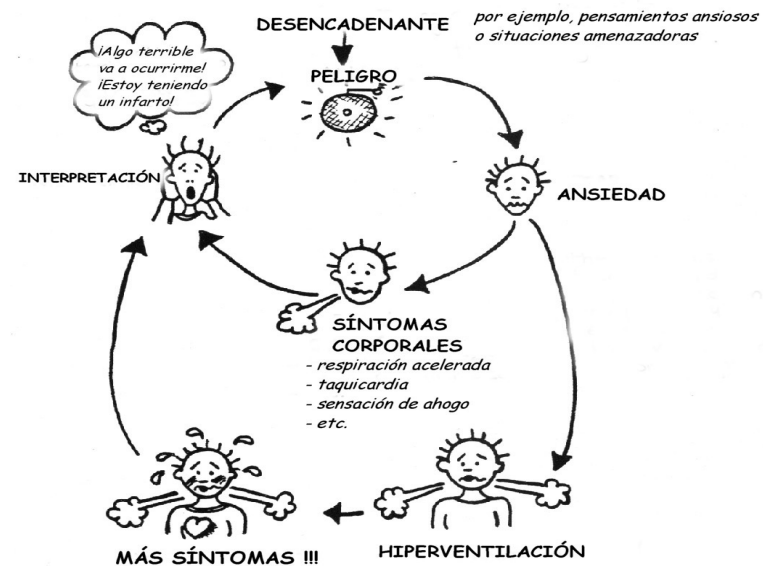 DESENCADENANTE
por ejemplo, pensamientos ansiosos
o situaciones amenazadoras
PELIGRO
¡Algo terrible
va a ocurrirme!
¡Estoy teniendo
un infarto!
INTERPRETACIÓN
ANSIEDAD
SÍNTOMAS
CORPORALES
- respiración acelerada
- taquicardia
- sensación de ahogo
- etc.
MÁS SÍNTOMAS !!!
HIPERVENTILACIÓN